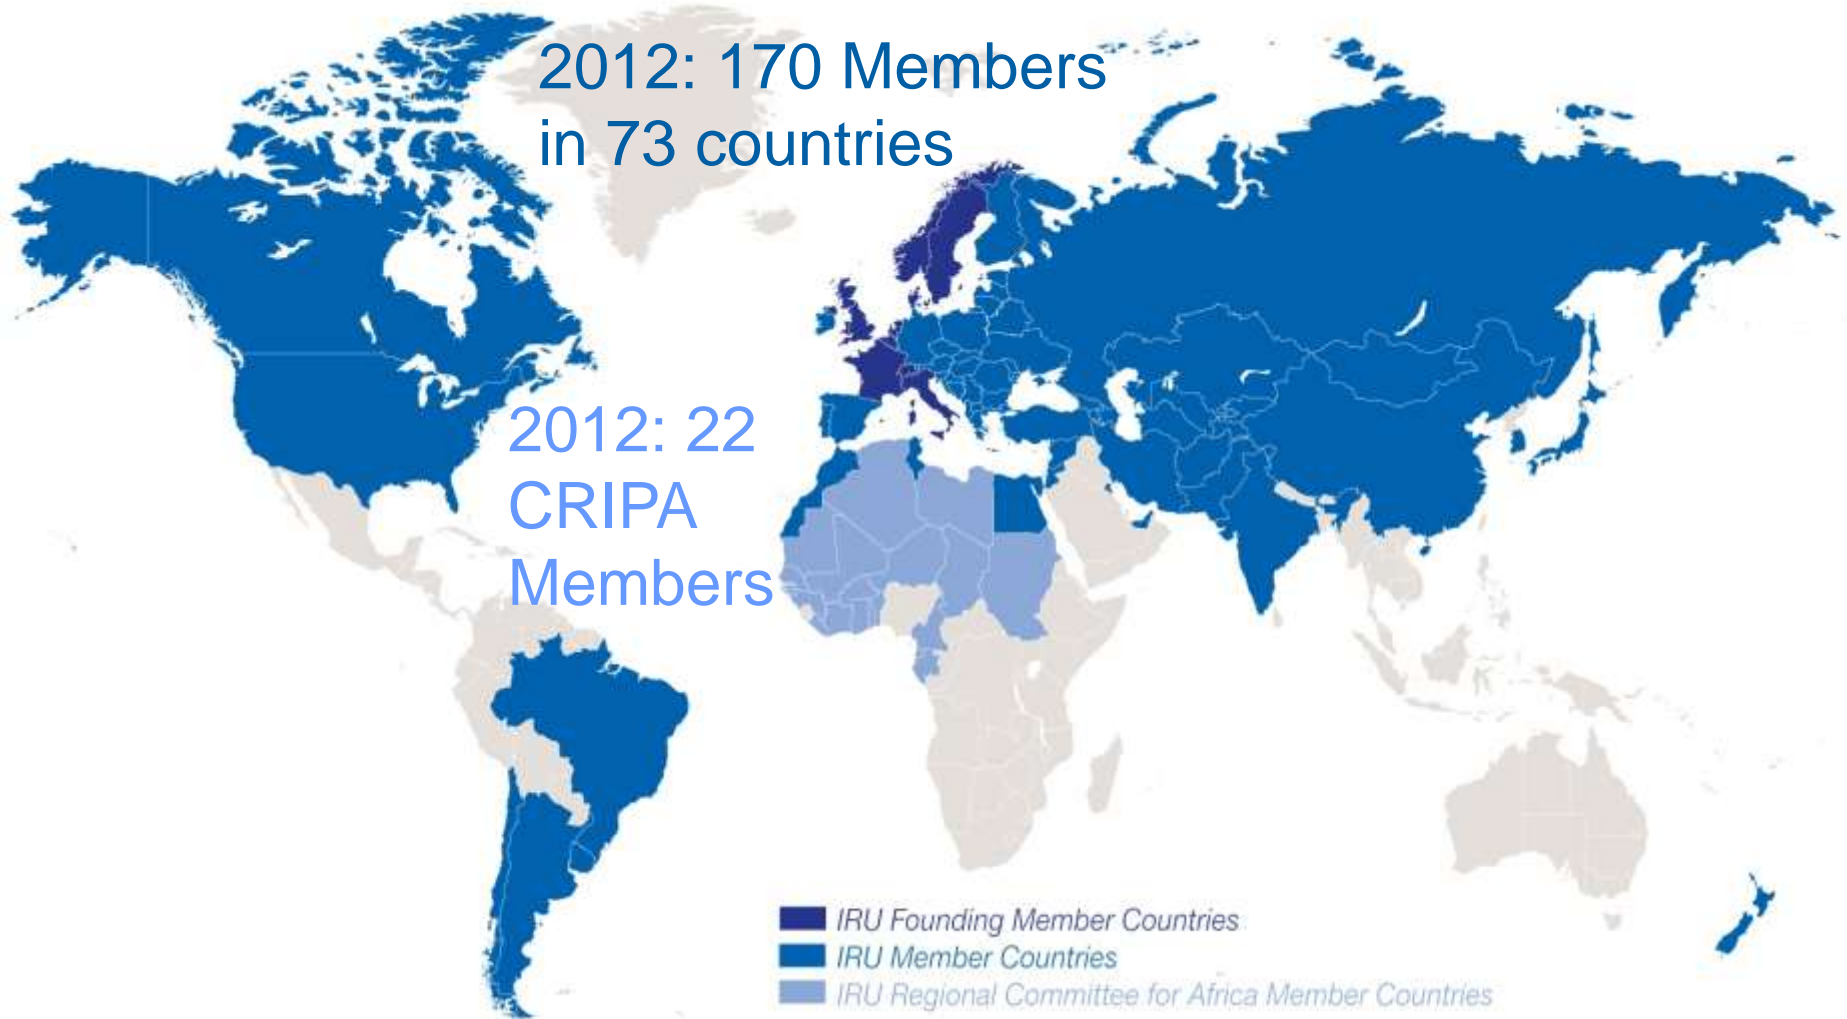 2012: 170 Members
in 73 countries
2012: 22
CRIPA
Members
IRU Founding Member Countries
IRU Member Countries
IRU Regional Committee for Africa Member Countries